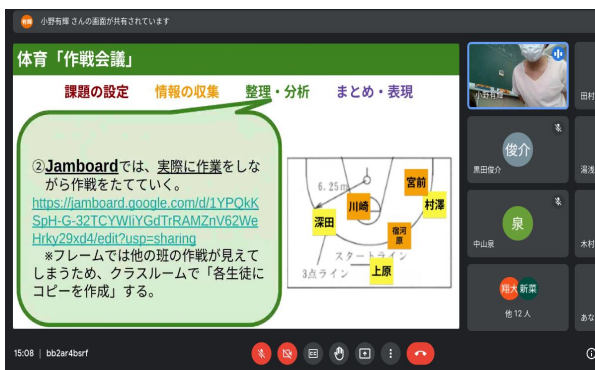 有輝 小野有輝 さんの画面が共有されています
体育「作戦会議」
課題の設定 情報の収集 整理・分析 まとめ・表現
②Jamboardでは、実際に作業をしな
がら作戦をたてていく。
https://jamboard.google.com/d/1YPQkK
SpH-G-32TCYWIiYGdTrRAMZnV62We
Hrky29xd4/edit?usp=sharing
※フレームでは他の班の作戦が見えて
しまうため、クラスルームで「各生徒に
コピーを作成」する。
6.25m
宮前
川崎
村澤
深田
宿河
原
スタートライン
3点ライン
上原
小野有輝
田村
俊介
黒田俊介
湯浅
泉
中山泉
木村
翔大 新菜
他 12 人
あな
15:08 | bb2ar4bsrf